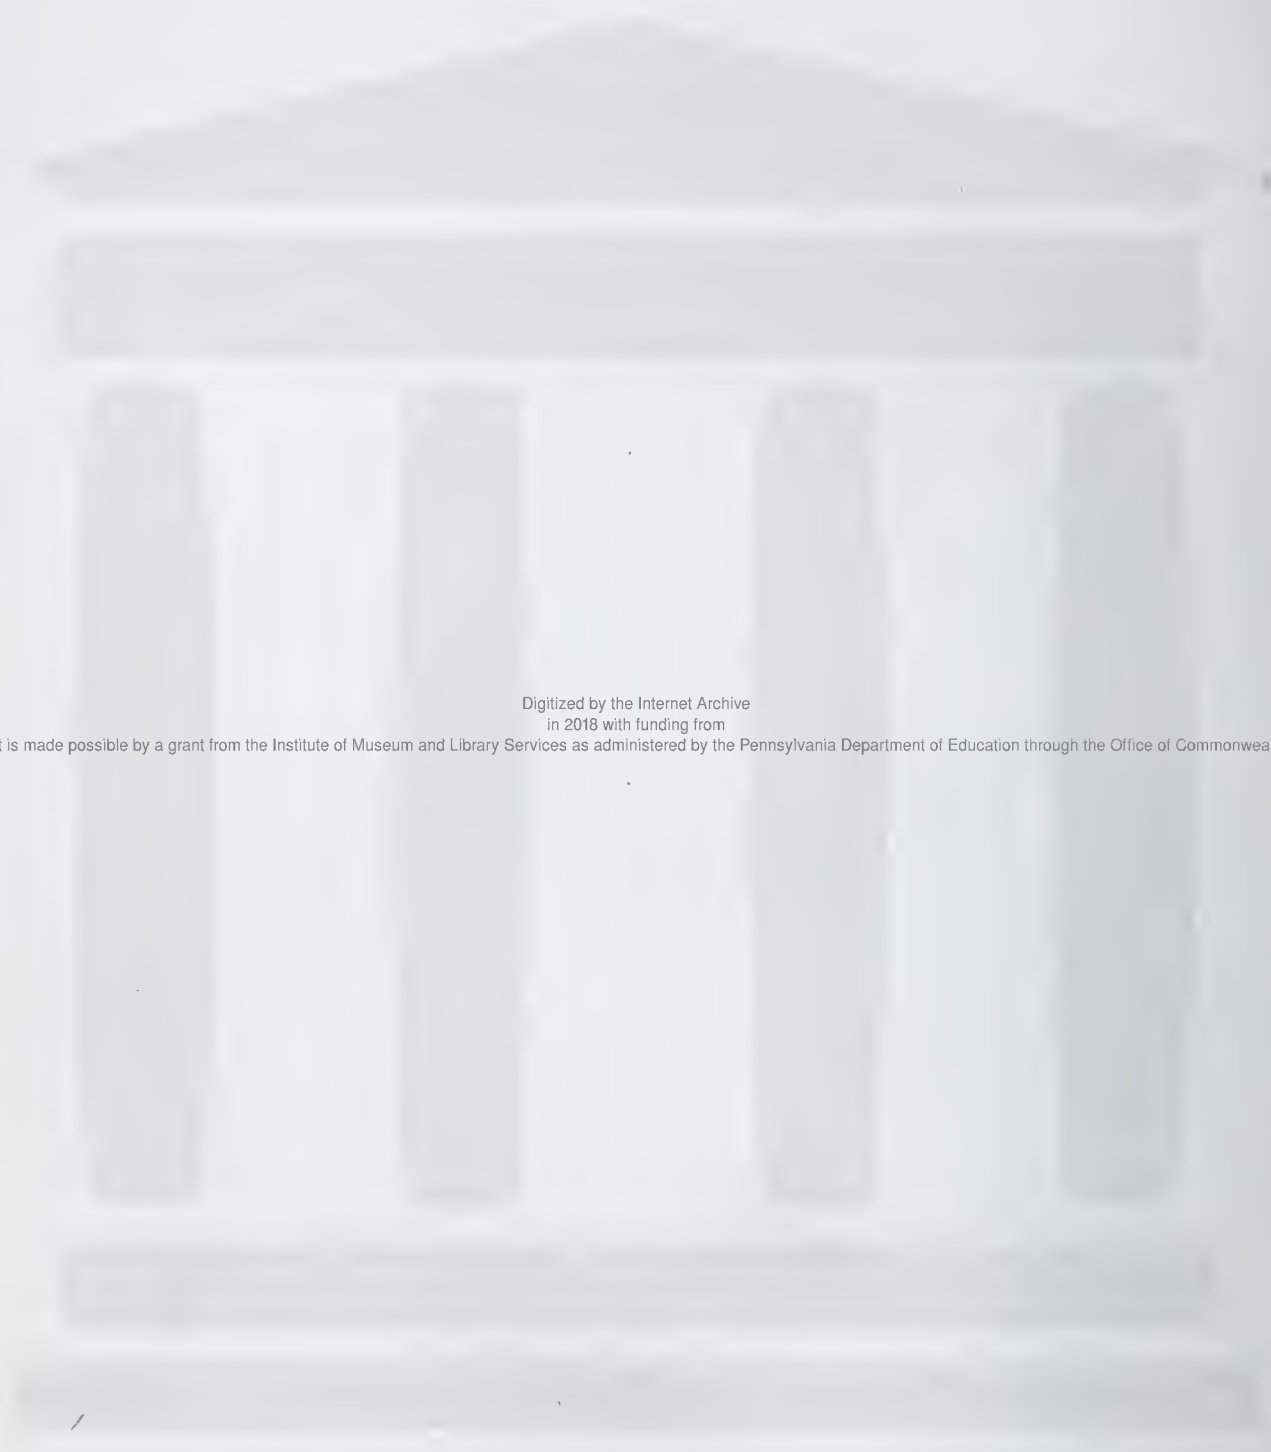 Digitized by the Internet Archive
in 2018 with funding from
is made possible by a grant from the Institute of Museum and Library Services as administered by the Pennsylvania Department of Education through the Office of